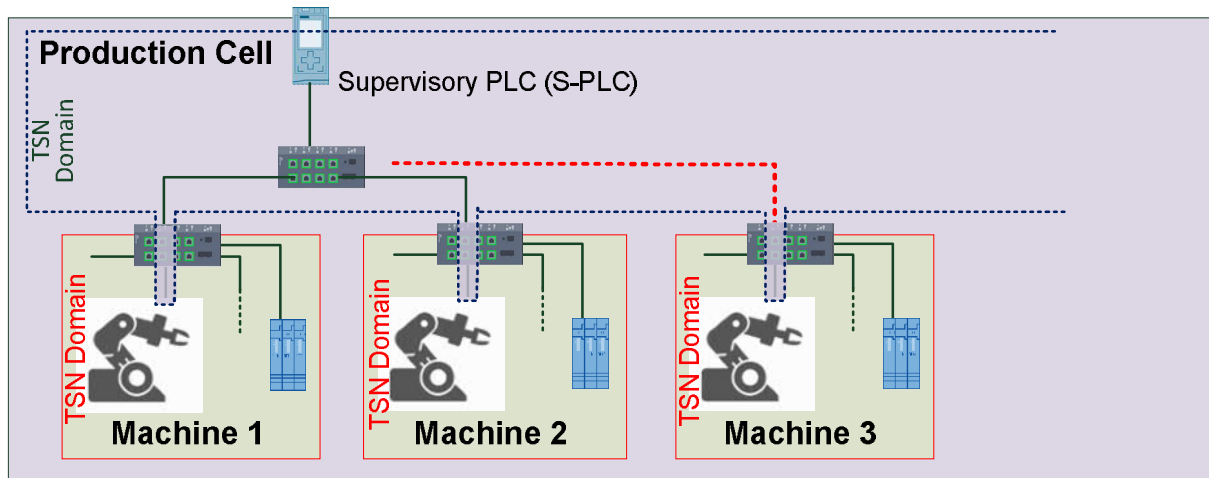 Production Cell
Supervisory PLC (S-PLC)
TSN
Domain
TSN Domain
Machine 1
TSN Domain
Machine 2
TSN Domain
Machine 3